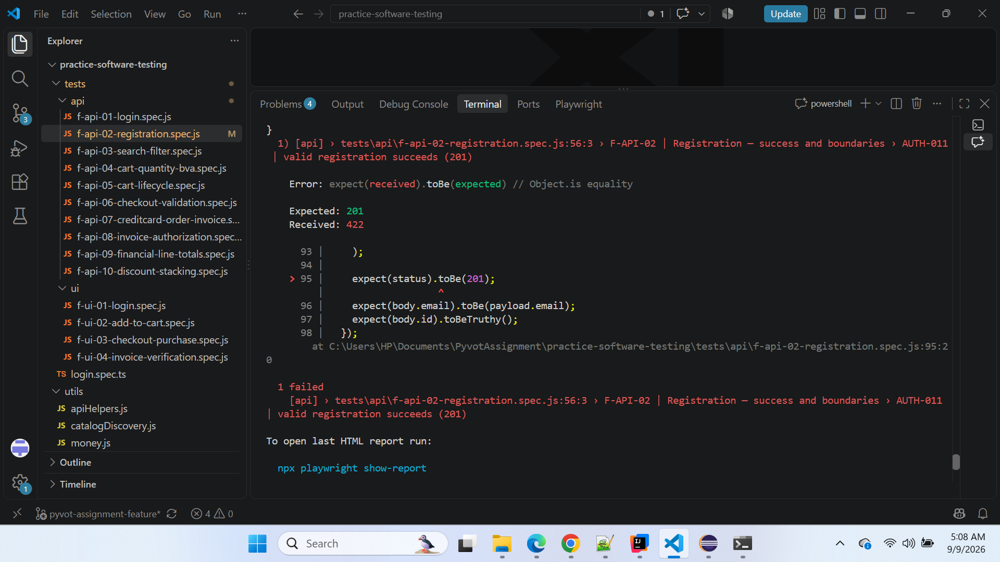 File Edit Selection View Go Run ···
practice-software-testing
1
Update
Explorer
practice-software-testing
tests
api
JS f-api-01-login.spec.js
JS f-api-02-registration.spec.js M
JS f-api-03-search-filter.spec.js
JS f-api-04-cart-quantity-bva.spec.js
JS f-api-05-cart-lifecycle.spec.js
JS f-api-06-checkout-validation.spec.js
JS f-api-07-creditcard-order-invoice.s...
JS f-api-08-invoice-authorization.spec...
JS f-api-09-financial-line-totals.spec.js
JS f-api-10-discount-stacking.spec.js
ui
JS f-ui-01-login.spec.js
JS f-ui-02-add-to-cart.spec.js
JS f-ui-03-checkout-purchase.spec.js
JS f-ui-04-invoice-verification.spec.js
TS login.spec.ts
utils
JS apiHelpers.js
JS catalogDiscovery.js
JS money.js
Outline
Timeline
3
1
Problems 4 Output Debug Console Terminal Ports Playwright
powershell
}
1) [api] › tests\api\f-api-02-registration.spec.js:56:3 › F-API-02 | Registration — success and boundaries › AUTH-011
| valid registration succeeds (201)
Error: expect(received).toBe(expected) // Object.is equality
Expected: 201
Received: 422
93 | );
94 |
> 95 | expect(status).toBe(201);
| ^
96 | expect(body.email).toBe(payload.email);
97 | expect(body.id).toBeTruthy();
98 | });
at C:\Users\HP\Documents\PyvotAssignment\practice-software-testing\tests\api\f-api-02-registration.spec.js:95:2
0
1 failed
[api] › tests\api\f-api-02-registration.spec.js:56:3 › F-API-02 | Registration — success and boundaries › AUTH-011
| valid registration succeeds (201)
To open last HTML report run:
npx playwright show-report
pyvot-assignment-feature* 4 0
Search
5:08 AM
9/9/2026